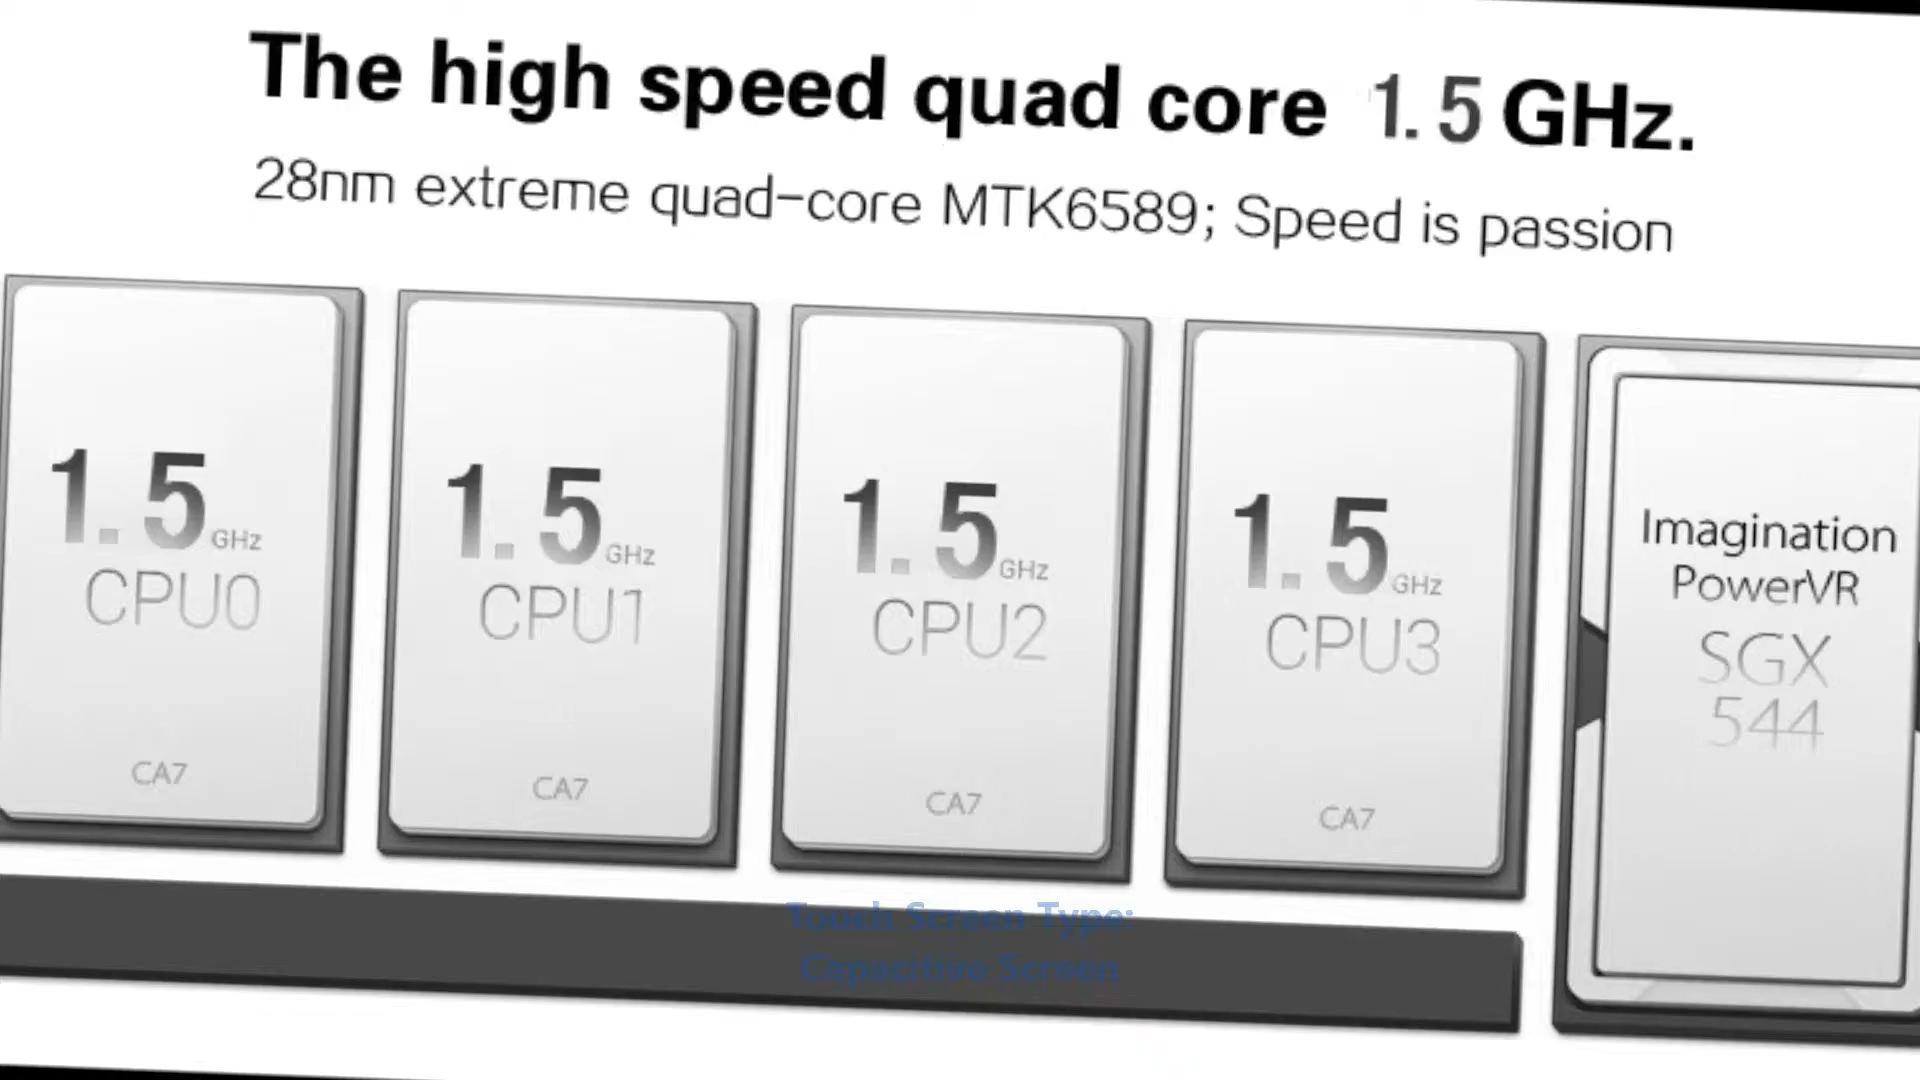 The high speed quad core 1.5 GHz.
28nm extreme quad-core MTK6589; Speed is passion
1.5 GHz
CPU0
CA7
1.5 GHz
CPU1
CA7
1.5 GHz
CPU2
CA7
1.5 GHz
CPU3
CA7
Imagination
PowerVR
SGX
544
Touch Screen Type:
Capacitive Screen